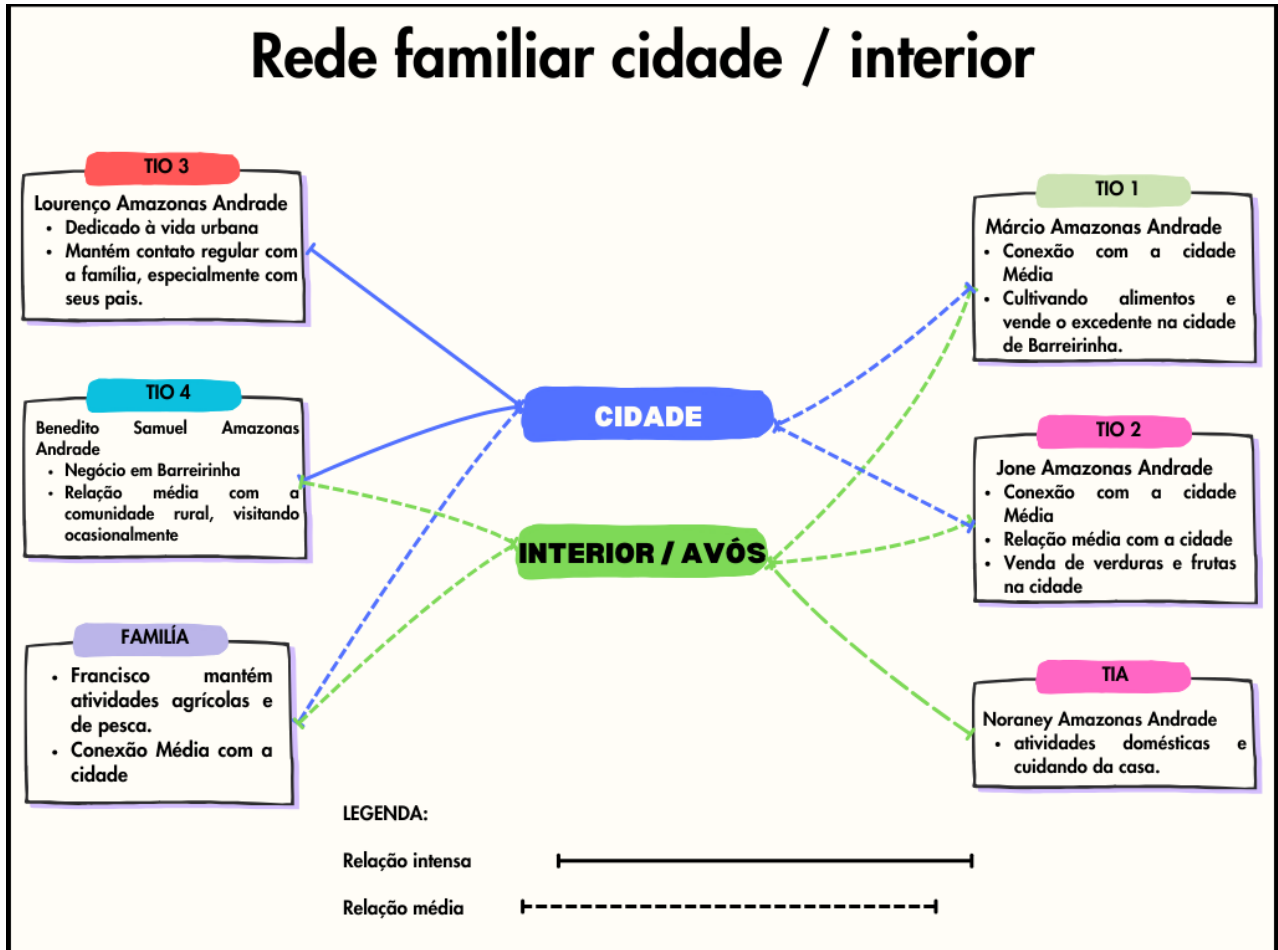 Rede familiar cidade / interior
TIO 3
Lourenço Amazonas Andrade
• Dedicado à vida urbana
• Mantém contato regular com
a família, especialmente com
seus pais.
TIO 4
Benedito Samuel Amazonas
Andrade
• Negócio em Barreirinha
• Relação média com a
comunidade rural, visitando
ocasionalmente
FAMILÍA
• Francisco mantém
atividades agrícolas e
de pesca.
• Conexão Média com a
cidade
CIDADE
INTERIOR / AVÓS
TIO 1
Márcio Amazonas Andrade
• Conexão com a cidade
Média
• Cultivando alimentos e
vende o excedente na cidade
de Barreirinha.
TIO 2
Jone Amazonas Andrade
• Conexão com a cidade
Média
• Relação média com a cidade
• Venda de verduras e frutas
na cidade
TIA
Noraney Amazonas Andrade
• atividades domésticas e
cuidando da casa.
LEGENDA:
Relação intensa
Relação média